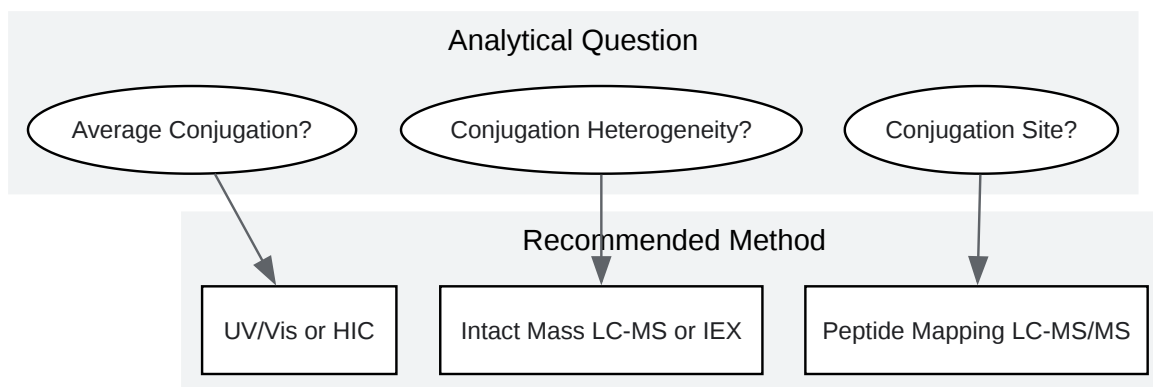 Analytical Question
Average Conjugation?
Conjugation Heterogeneity?
Conjugation Site?
Recommended Method
UV/Vis or HIC
Intact Mass LC-MS or IEX
Peptide Mapping LC-MS/MS